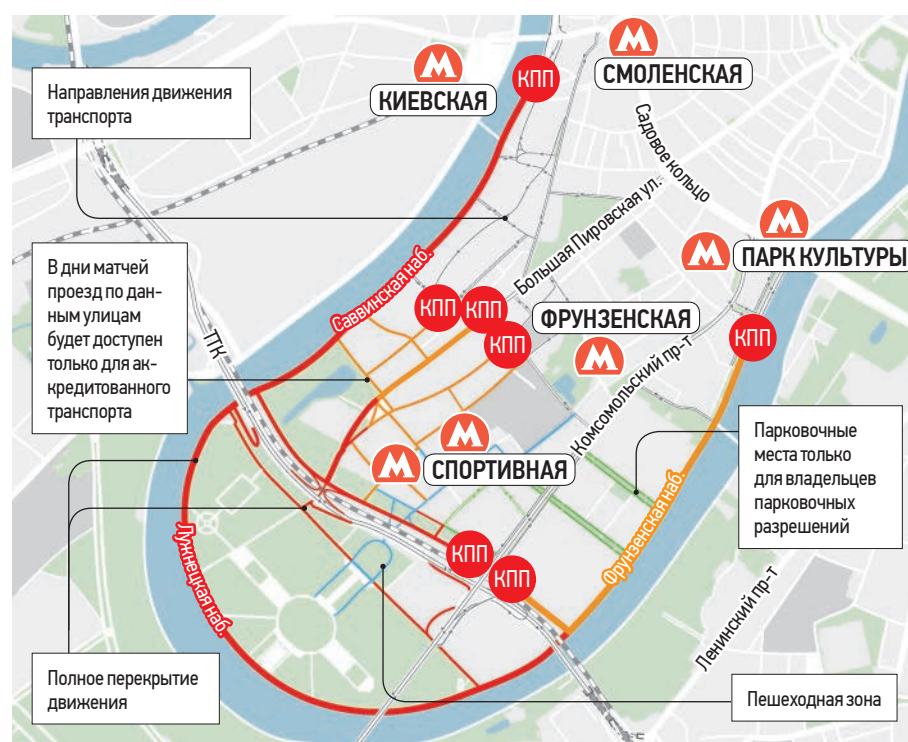 КПП
СМОЛЕНСКАЯ
КИЕВСКАЯ
Направления движения
транспорта
Садовое кольцо
Большая Пировская ул.
ПАРК КУЛЬТУРЫ
В дни матчей
проезд по дан-
ным улицам
будет доступен
только для ак-
кредитованного
транспорта
Саввинская наб.
КПП
КПП
КПП
ФРУНЗЕНСКАЯ
КПП
ТТК
Комсомольский пр-т
СПОРТИВНАЯ
Парковочные
места только
для владельцев
парковочных
разрешений
Фрунзенская наб.
КПП
КПП
Лужнецкая наб.
Ленинский пр-т
Полное перекрытие
движения
Пешеходная зона